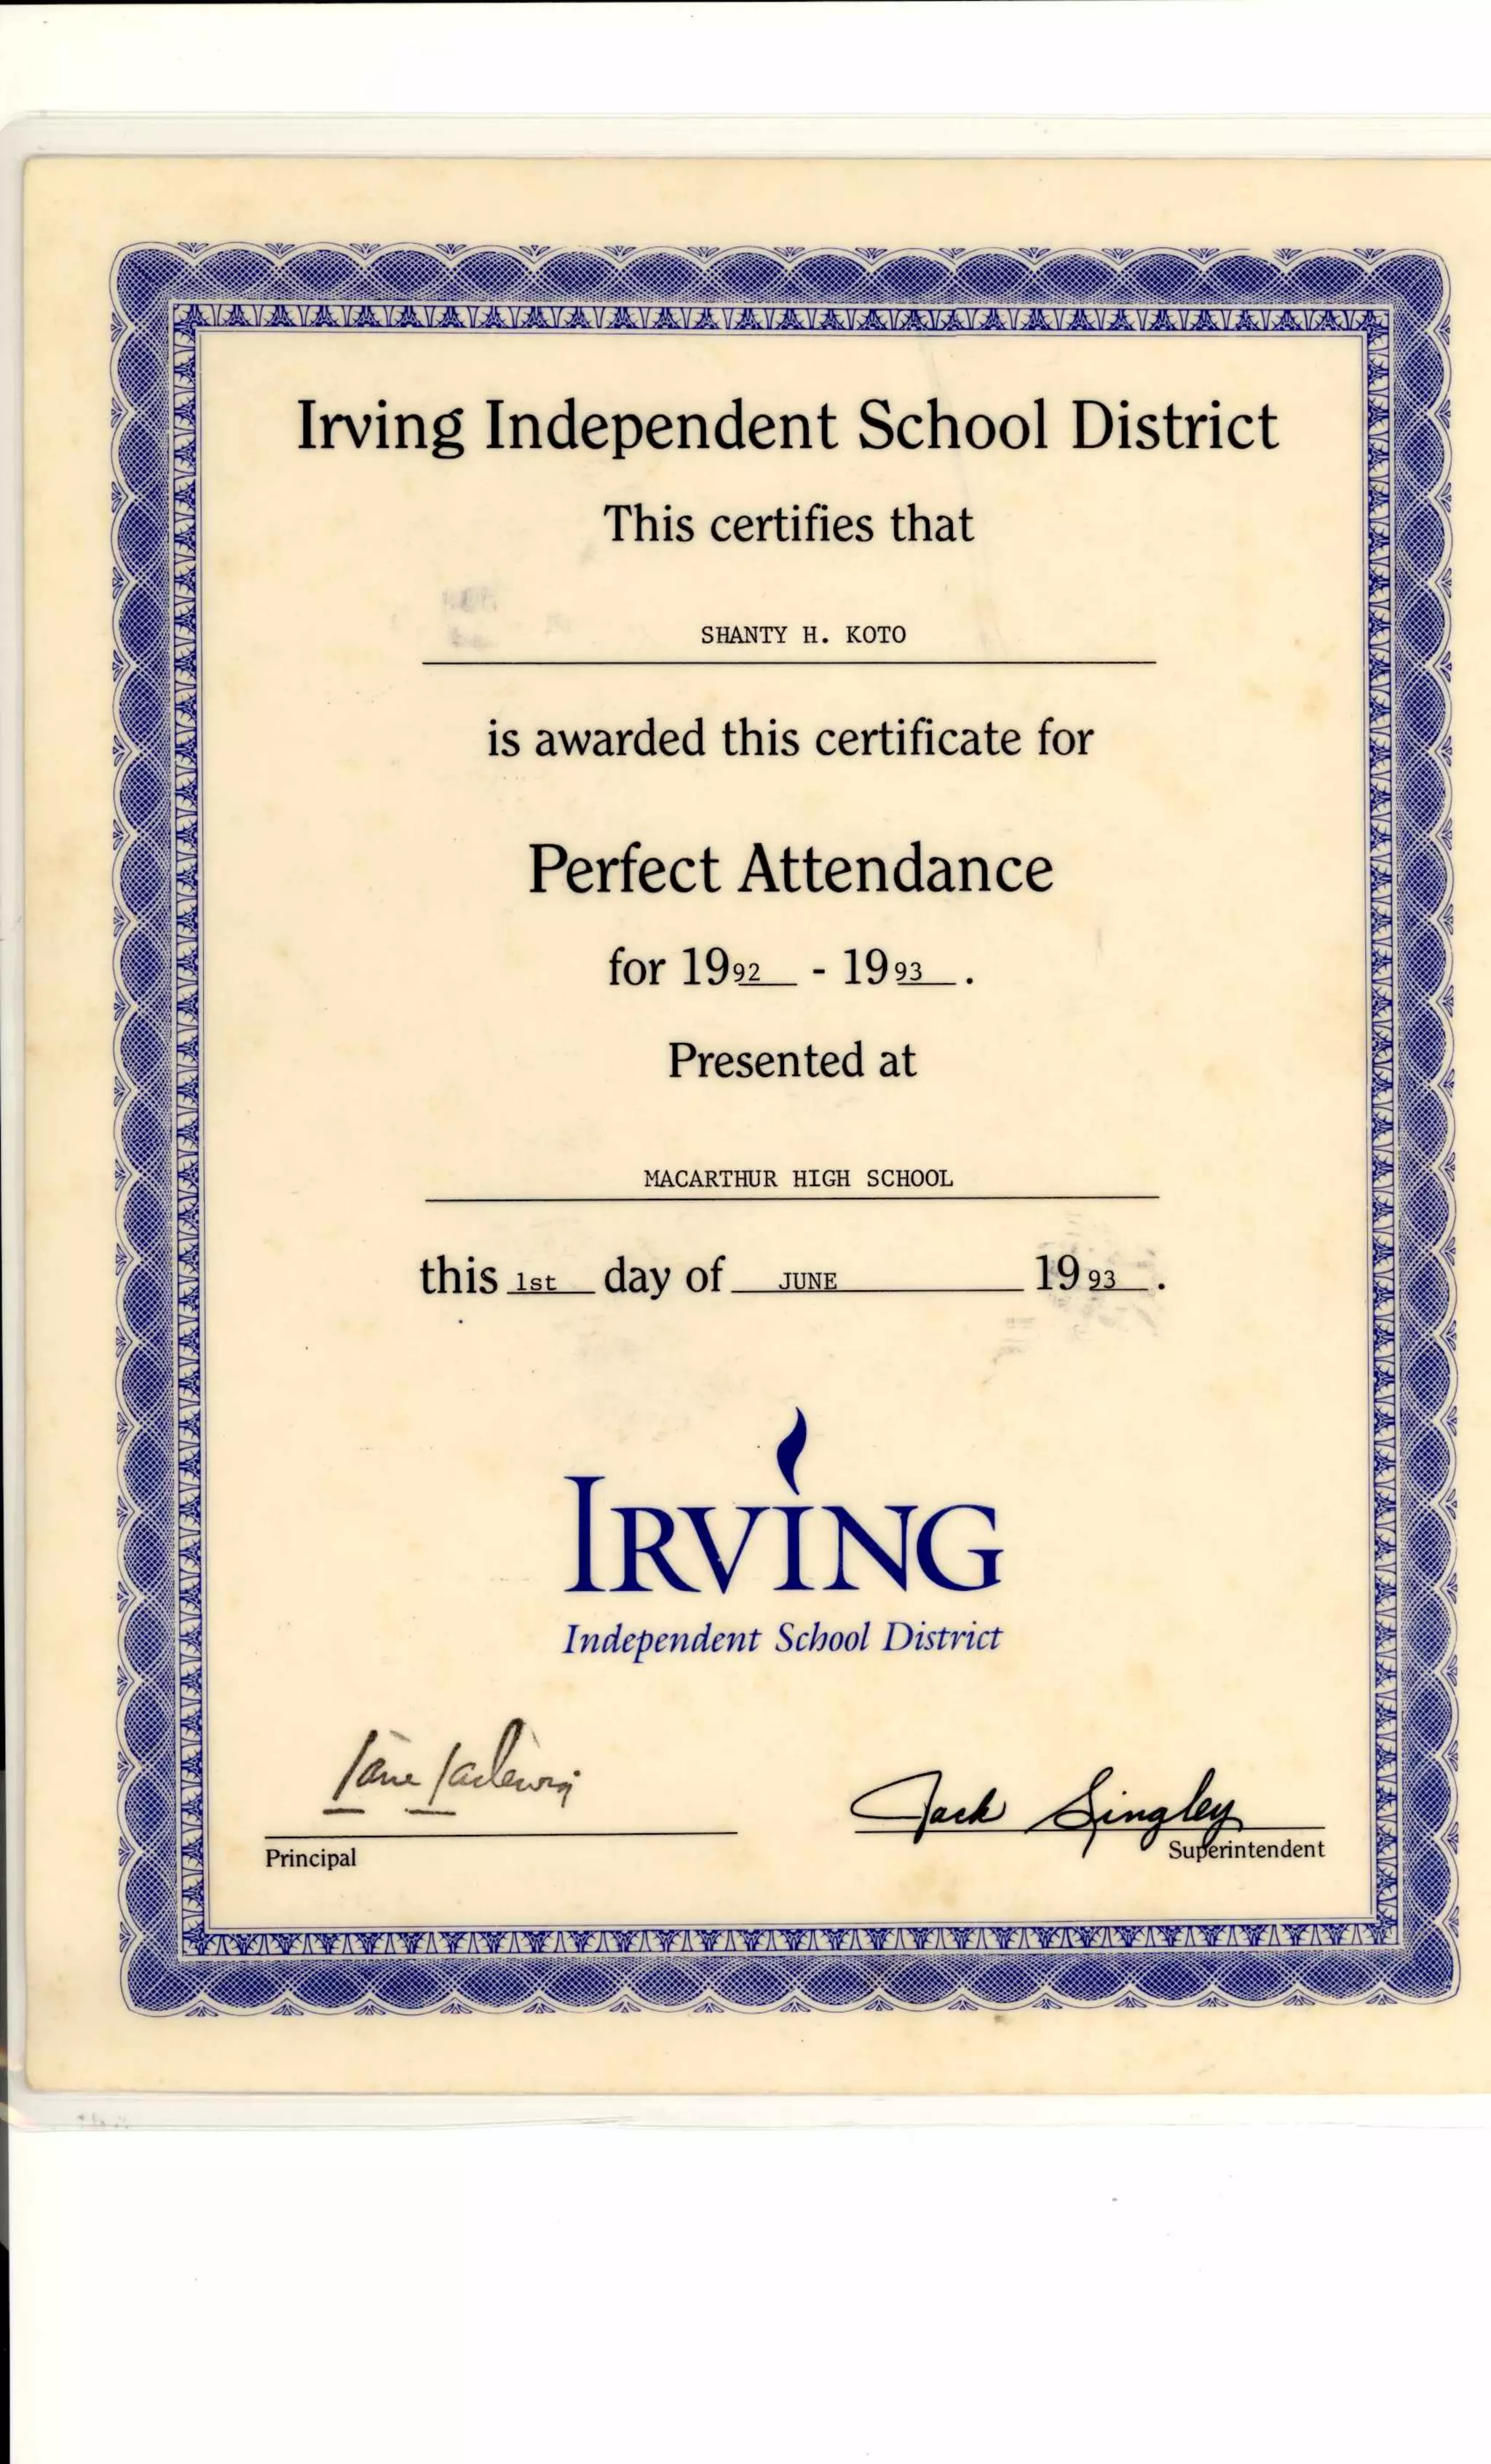 Irving Independent School District
This certifies that
SHANTY H. KOTO
is awarded this certificate for
Perfect Attendance
for 1992 - 1993.
Presented at
MACARTHUR HIGH SCHOOL
this 1st day of JUNE 1993.
IRVING
Independent School District
Jack Singley
Principal
Superintendent